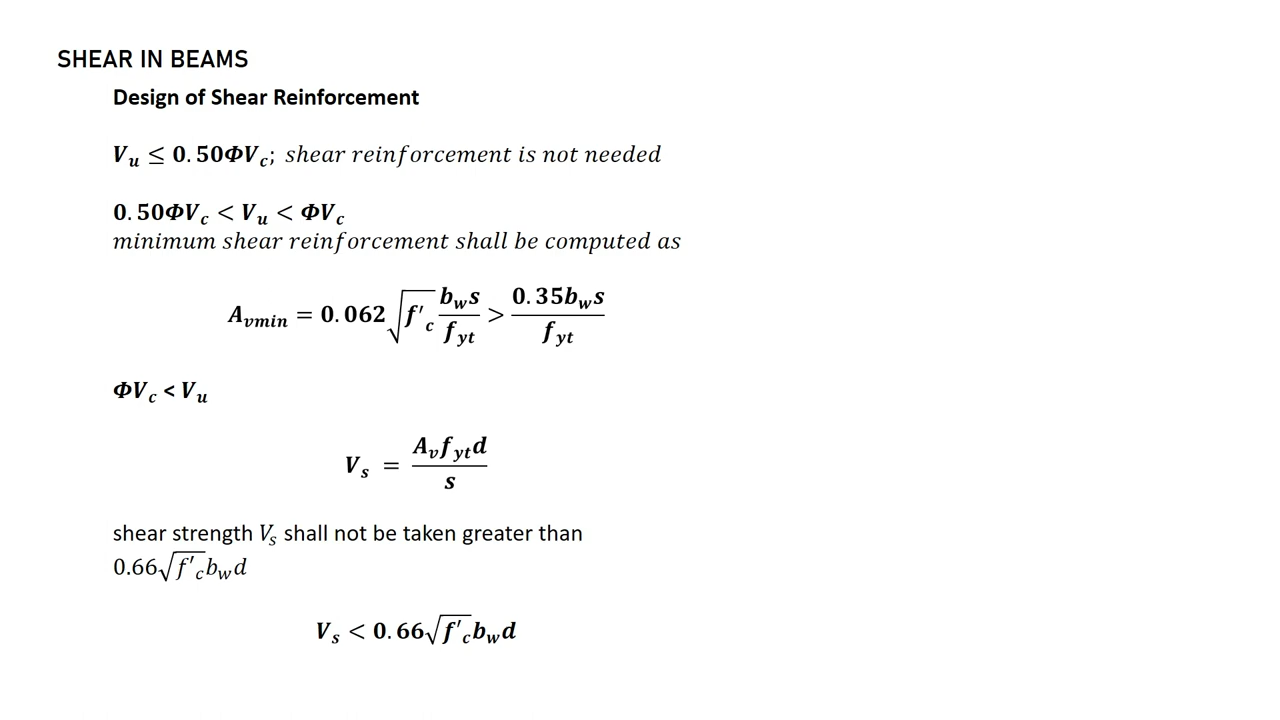 SHEAR IN BEAMS
Design of Shear Reinforcement
V_u ≤ 0.50ΦV_c; shear reinforcement is not needed
0.50ΦV_c < V_u < ΦV_c
minimum shear reinforcement shall be computed as
A_vmin = 0.062√f'_c b_w s / f_yt > 0.35b_w s / f_yt
ΦV_c < V_u
V_s = A_v f_yt d / s
shear strength V_s shall not be taken greater than
0.66√f'_c b_w d
V_s < 0.66√f'_c b_w d